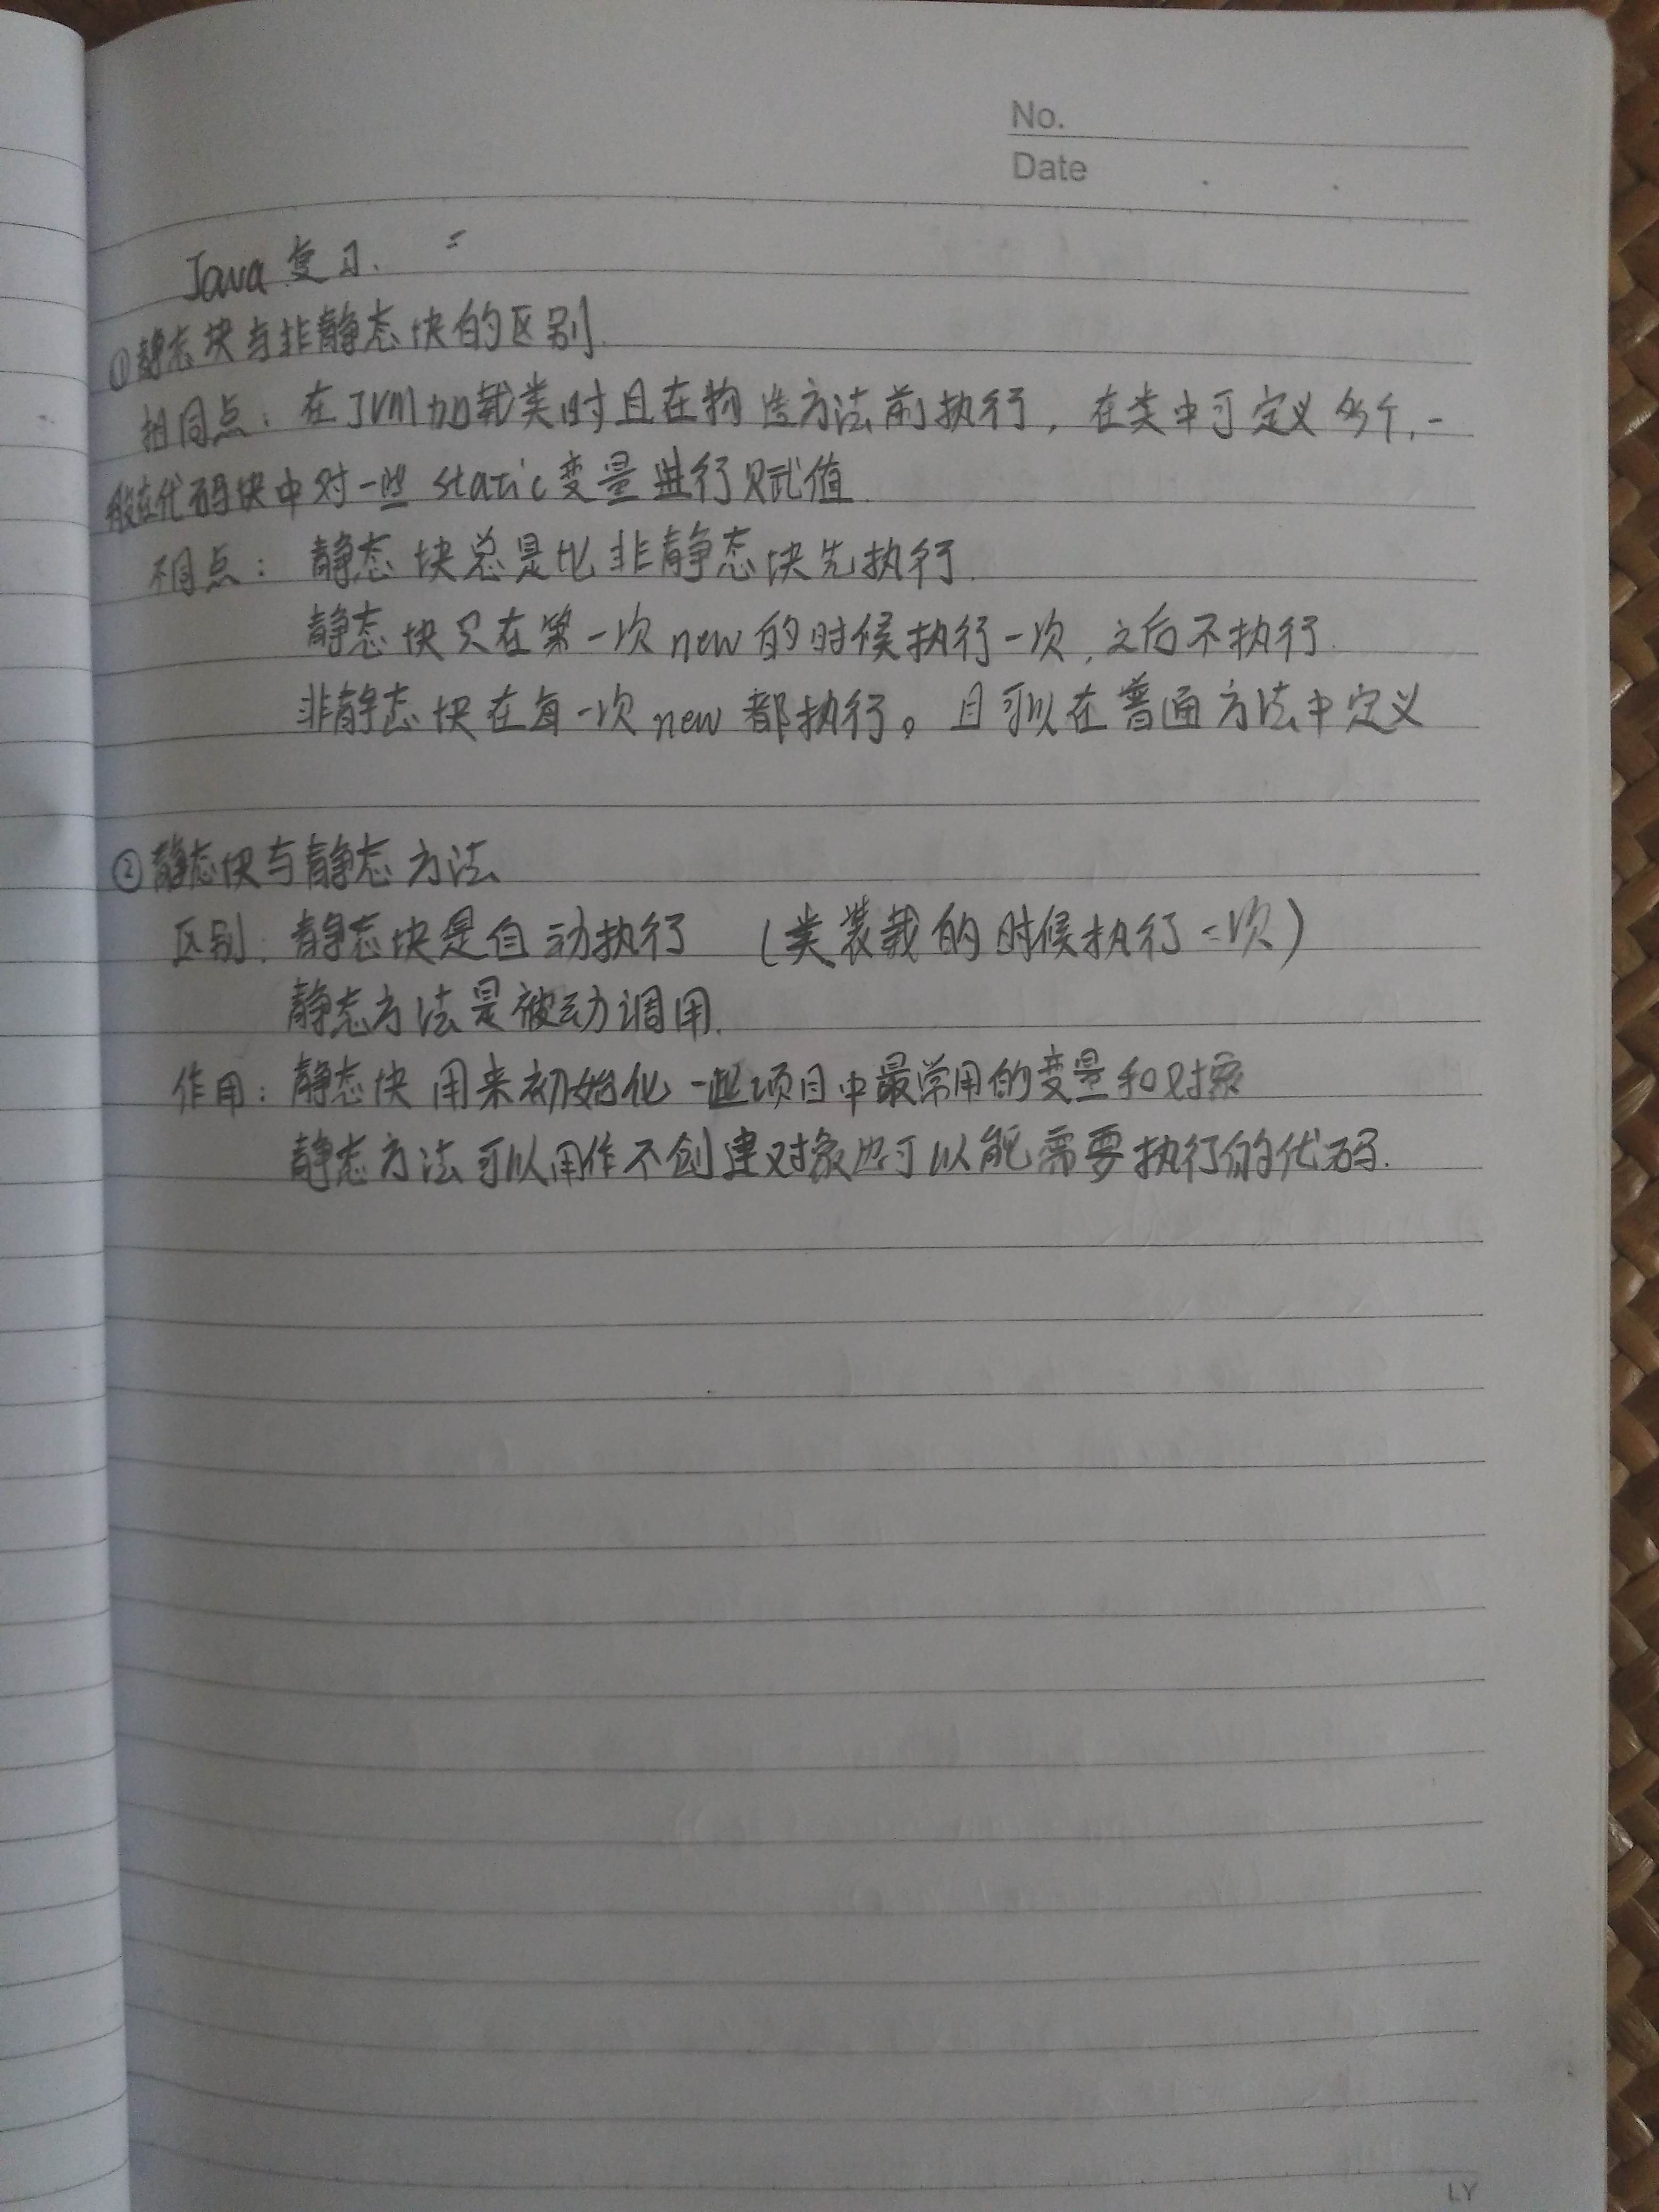 No.
Date
Java 复习. =
①静态块与非静态块的区别.
相同点: 在JVM加载类时且在构造方法前执行, 在类中可定义多个, 一
般在代码块中对一些 static变量进行赋值.
不同点: 静态块总是比非静态块先执行.
静态块只在第一次new的时候执行一次, 之后不执行.
非静态块在每一次new都执行。且可以在普通方法中定义
②静态块与静态方法
区别: 静态块是自动执行 (类装载的时候执行二次)
静态方法是被动调用.
作用: 静态块用来初始化一些项目中最常用的变量和对象
静态方法可以用作不创建对象也可以能需要执行的代码.
LY